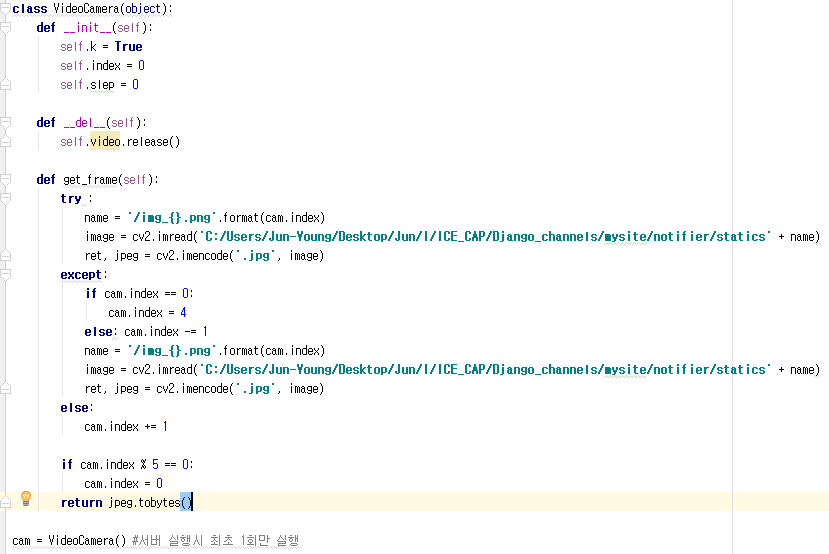 class VideoCamera(object):
    def __init__(self):
        self.k = True
        self.index = 0
        self.slep = 0

    def __del__(self):
        self.video.release()

    def get_frame(self):
        try :
            name = '/img_{}.png'.format(cam.index)
            image = cv2.imread('C:/Users/Jun-Young/Desktop/Jun/I/ICE_CAP/Django_channels/mysite/notifier/statics' + name)
            ret, jpeg = cv2.imencode('.jpg', image)
        except:
            if cam.index == 0:
                cam.index = 4
            else: cam.index -= 1
            name = '/img_{}.png'.format(cam.index)
            image = cv2.imread('C:/Users/Jun-Young/Desktop/Jun/I/ICE_CAP/Django_channels/mysite/notifier/statics' + name)
            ret, jpeg = cv2.imencode('.jpg', image)
        else:
            cam.index += 1

        if cam.index % 5 == 0:
            cam.index = 0
        return jpeg.tobytes()

cam = VideoCamera() #서버 실행시 최초 1회만 실행